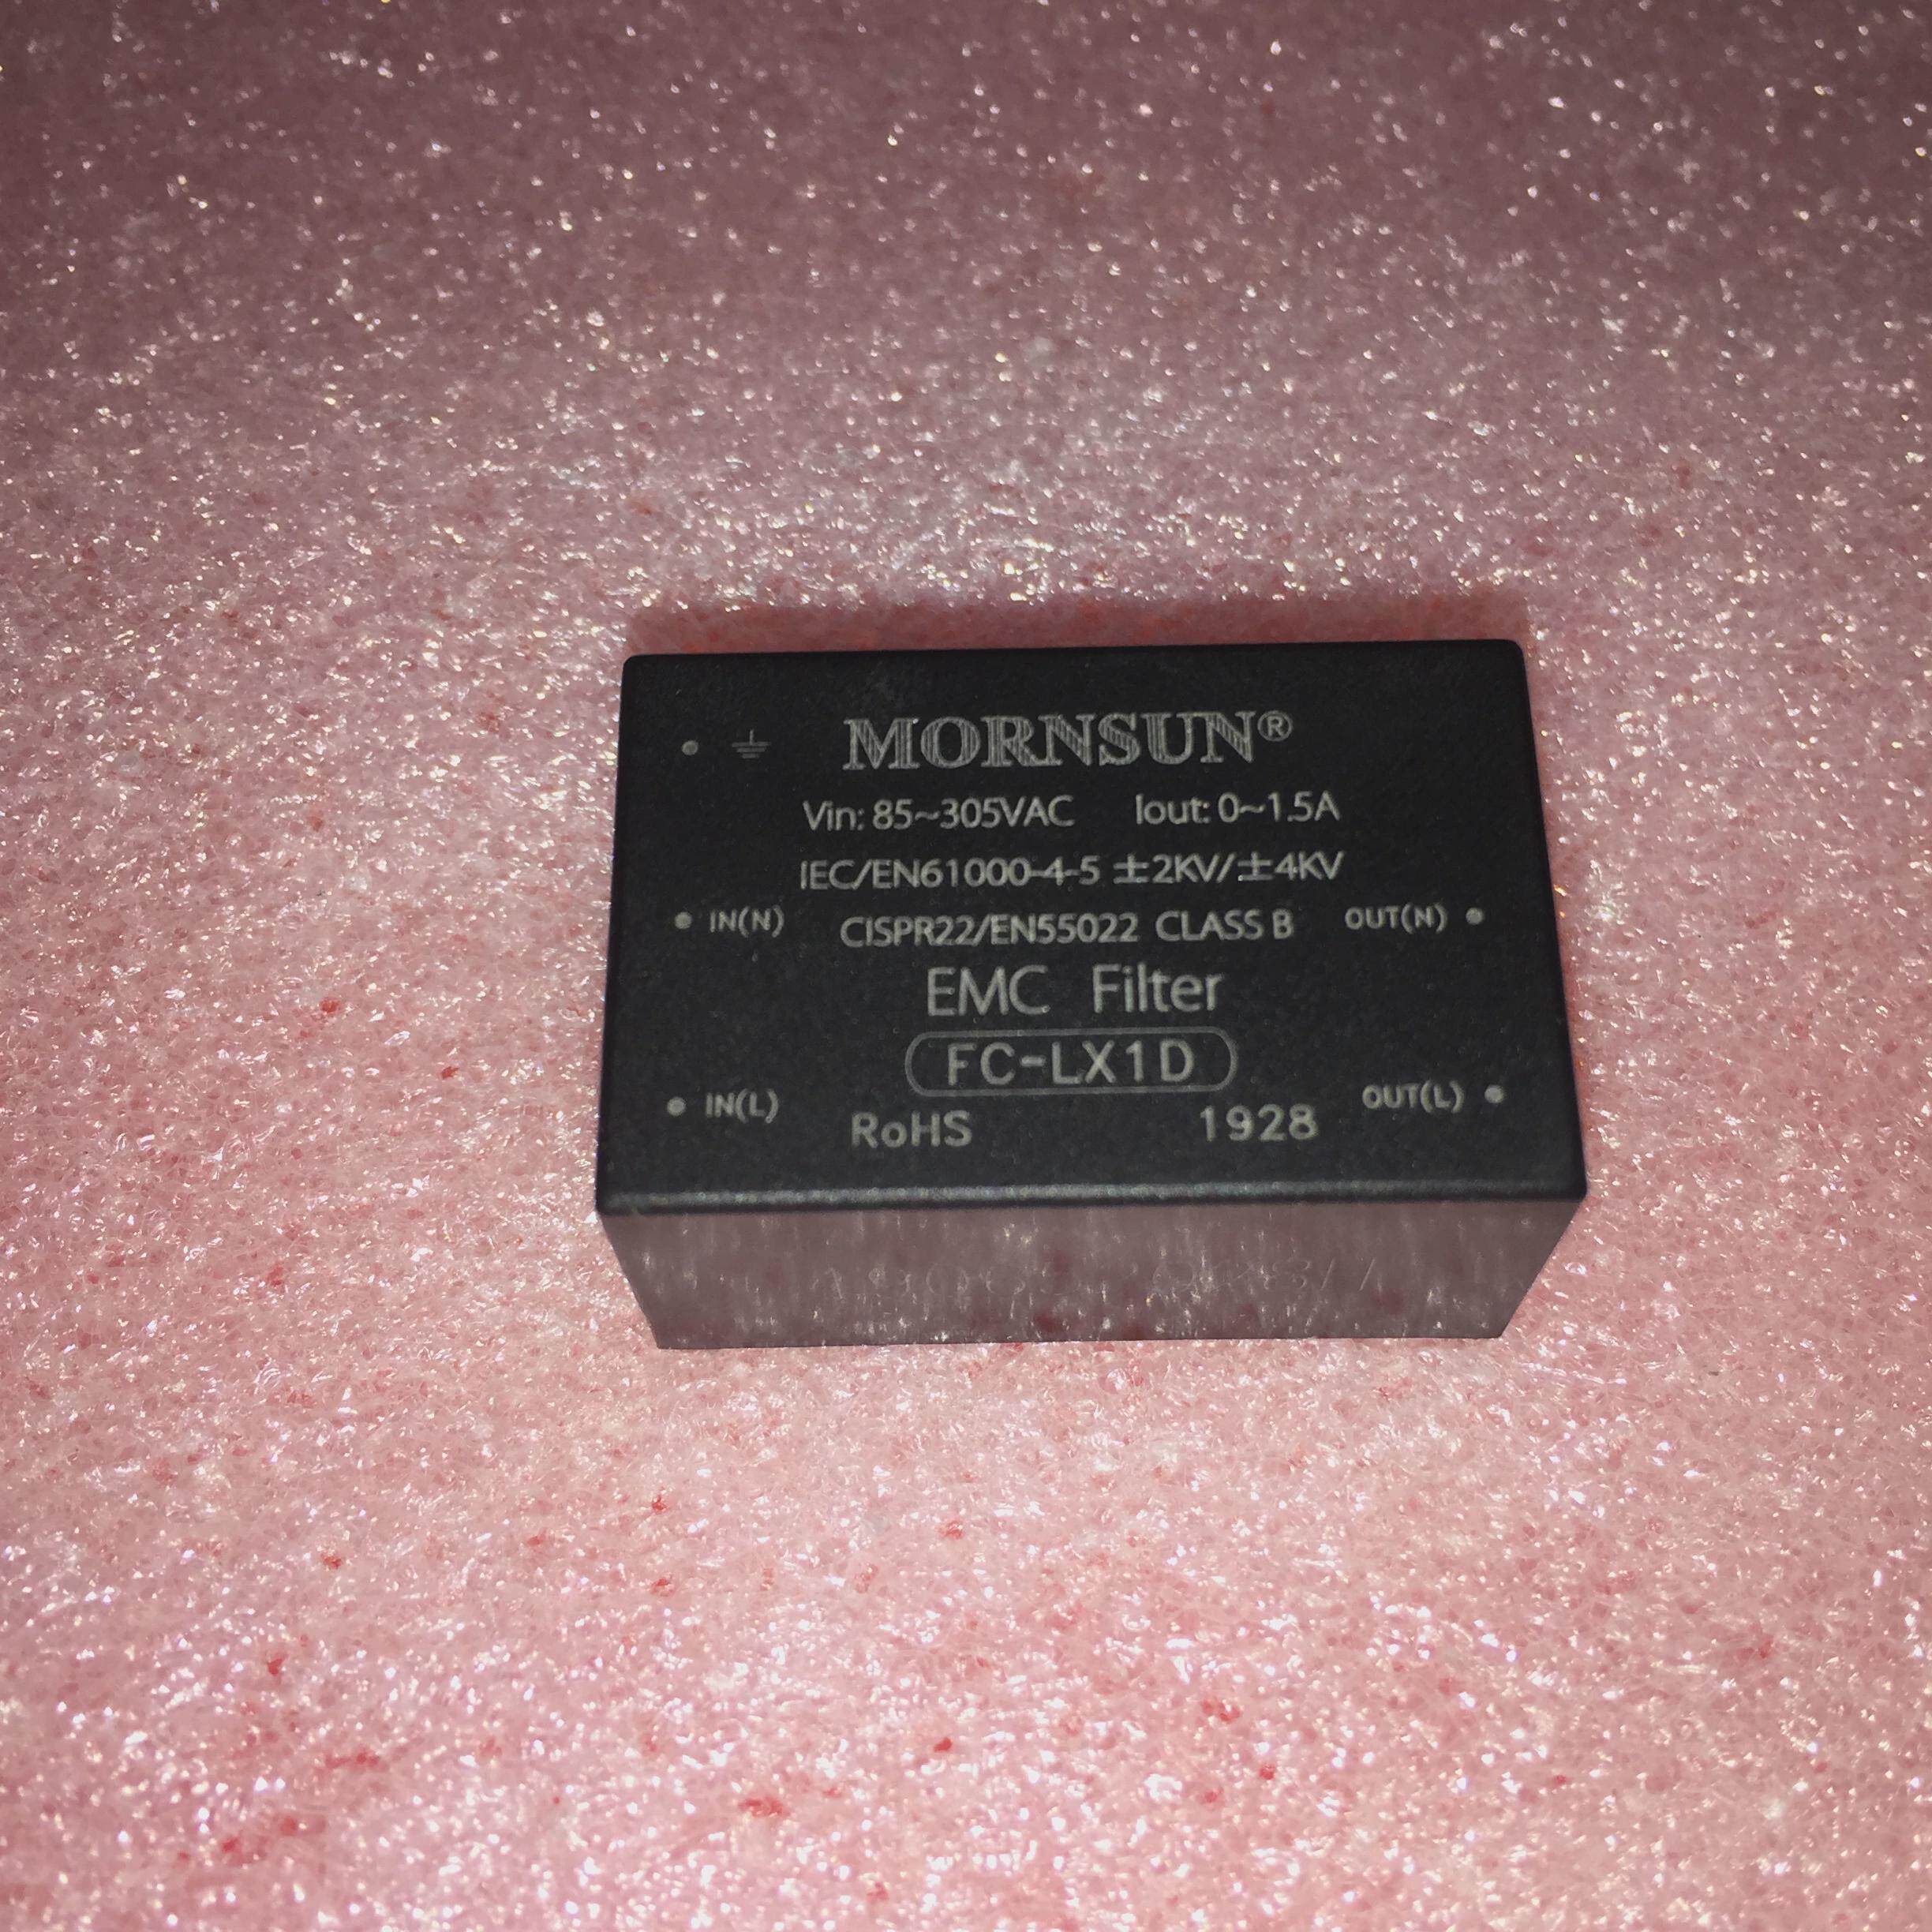 MORNSUN®
Vin: 85~305VAC Iout: 0~1.5A
IEC/EN61000-4-5 ±2KV/±4KV
IN(N) CISPR22/EN55022 CLASS B OUT(N)
EMC Filter
FC-LX1D
IN(L) OUT(L)
RoHS 1928